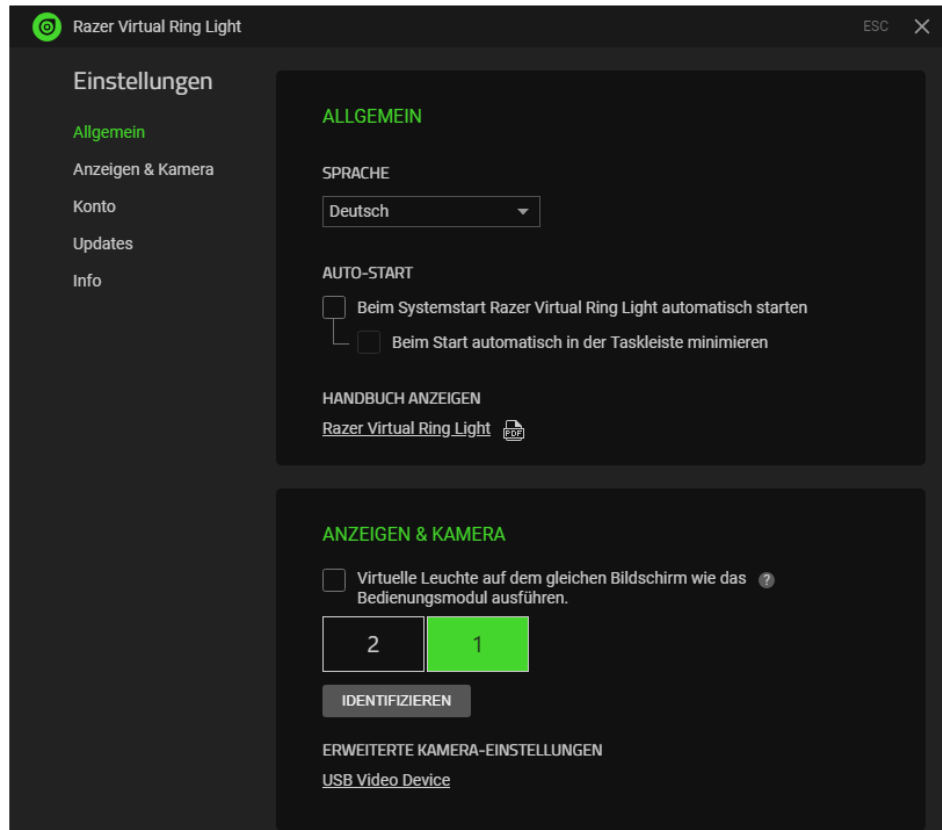 Razer Virtual Ring Light
ESC
Einstellungen
Allgemein
Anzeigen & Kamera
Konto
Updates
Info
ALLGEMEIN
SPRACHE
Deutsch
AUTO-START
Beim Systemstart Razer Virtual Ring Light automatisch starten
Beim Start automatisch in der Taskleiste minimieren
HANDBUCH ANZEIGEN
Razer Virtual Ring Light PDF
ANZEIGEN & KAMERA
Virtuelle Leuchte auf dem gleichen Bildschirm wie das ?
Bedienungsmodul ausführen.
2 1
IDENTIFIZIEREN
ERWEITERTE KAMERA-EINSTELLUNGEN
USB Video Device